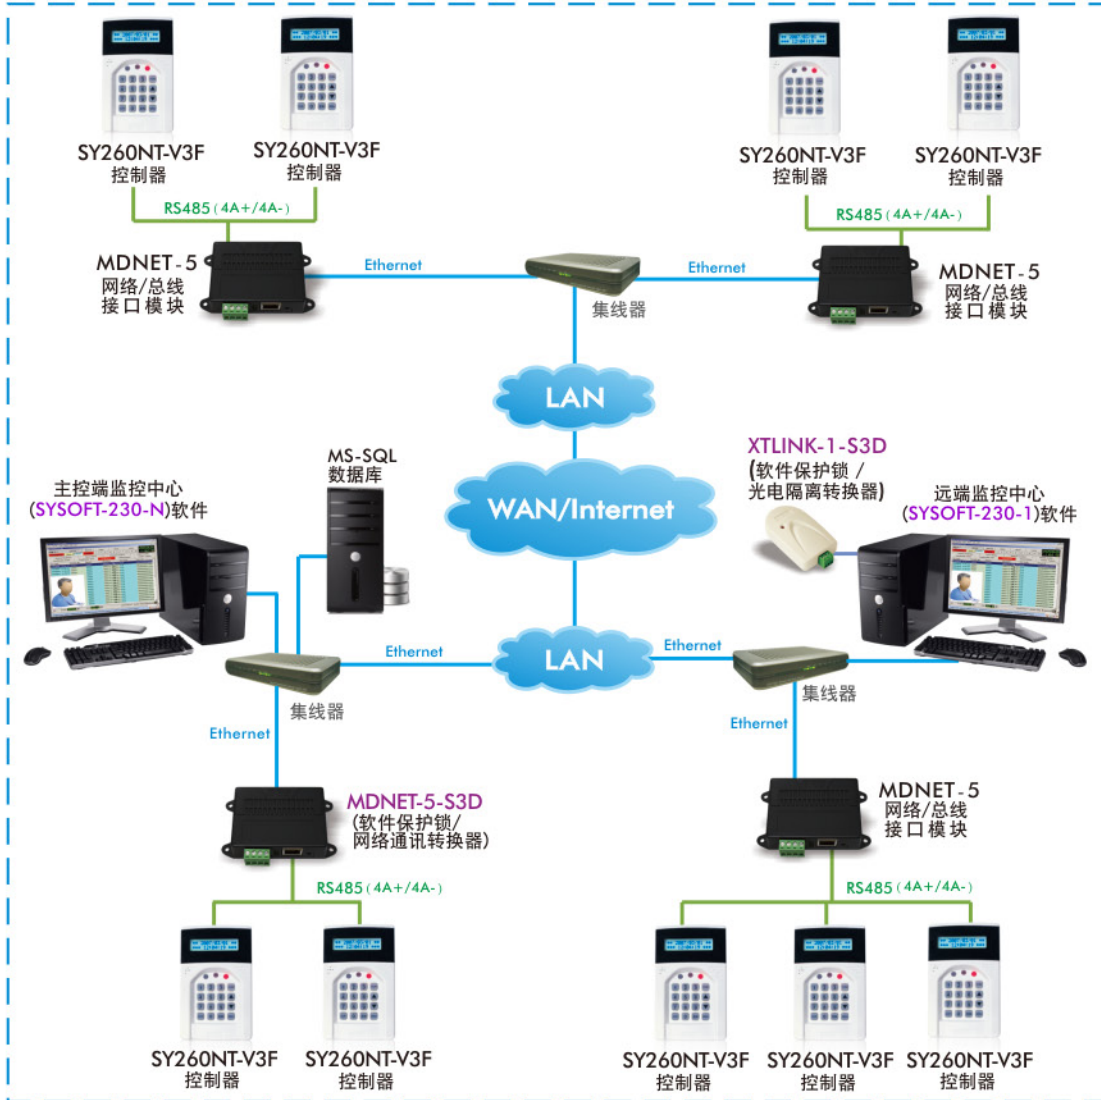 SY260NT-V3F
控制器
SY260NT-V3F
控制器
SY260NT-V3F
控制器
SY260NT-V3F
控制器
RS485(4A+/4A-)
RS485(4A+/4A-)
MDNET-5
网络/总线
接口模块
Ethernet
集线器
Ethernet
MDNET-5
网络/总线
接口模块
LAN
WAN/Internet
主控端监控中心
(SYSOFT-230-N)软件
MS-SQL
数据库
XTLINK-1-S3D
(软件保护锁 /
光电隔离转换器)
远端监控中心
(SYSOFT-230-1)软件
Ethernet
LAN
Ethernet
集线器
集线器
Ethernet
Ethernet
MDNET-5-S3D
(软件保护锁/
网络通讯转换器)
MDNET-5
网络/总线
接口模块
RS485(4A+/4A-)
RS485(4A+/4A-)
SY260NT-V3F
控制器
SY260NT-V3F
控制器
SY260NT-V3F
控制器
SY260NT-V3F
控制器
SY260NT-V3F
控制器